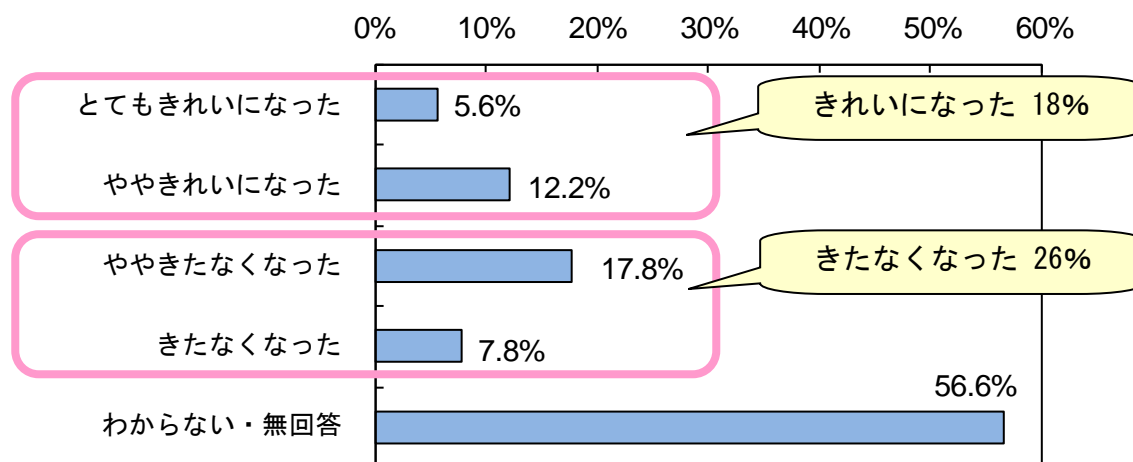 0% 10% 20% 30% 40% 50% 60%
とてもきれいになった 5.6% きれいになった 18%
ややきれいになった 12.2%
ややきたなくなった 17.8% きたなくなった 26%
きたなくなった 7.8%
わからない・無回答 56.6%